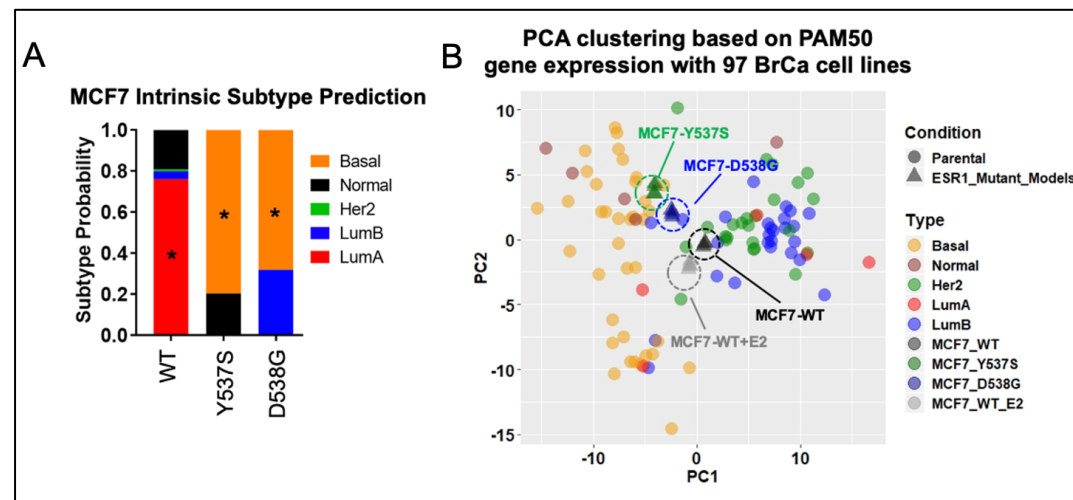 A
MCF7 Intrinsic Subtype Prediction
Subtype Probability
1.0
0.8
0.6
0.4
0.2
0.0
*
*
*
WT
Y537S
D538G
Basal
Normal
Her2
LumB
LumA
B
PCA clustering based on PAM50
gene expression with 97 BrCa cell lines
PC2
10
5
0
-5
-10
-15
-10
0
10
PC1
MCF7-Y537S
MCF7-D538G
MCF7-WT
MCF7-WT+E2
Condition
Parental
ESR1_Mutant_Models
Type
Basal
Normal
Her2
LumA
LumB
MCF7_WT
MCF7_Y537S
MCF7_D538G
MCF7_WT_E2